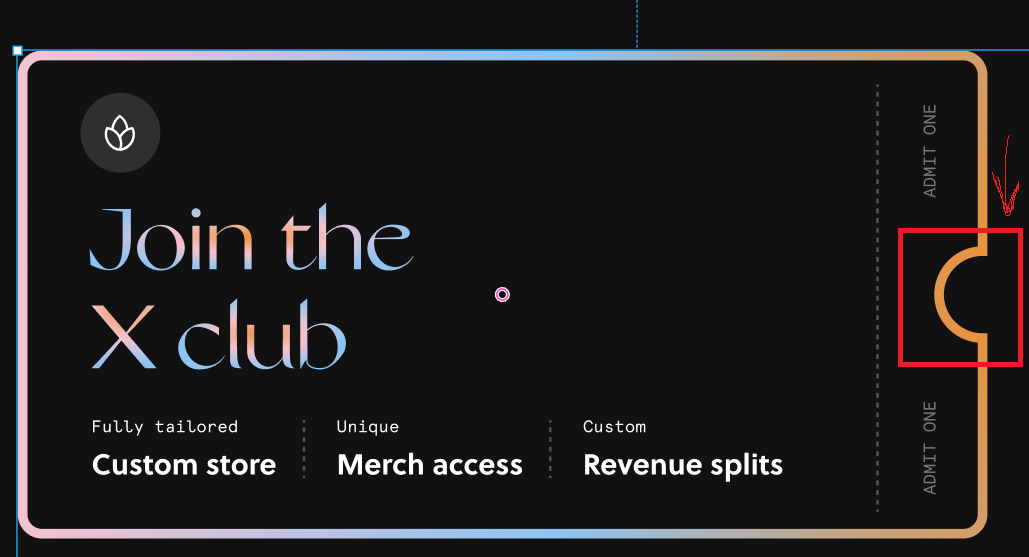 ADMIT ONE
Join the
X club
Fully tailored
Custom store
Unique
Merch access
Custom
Revenue splits
ADMIT ONE